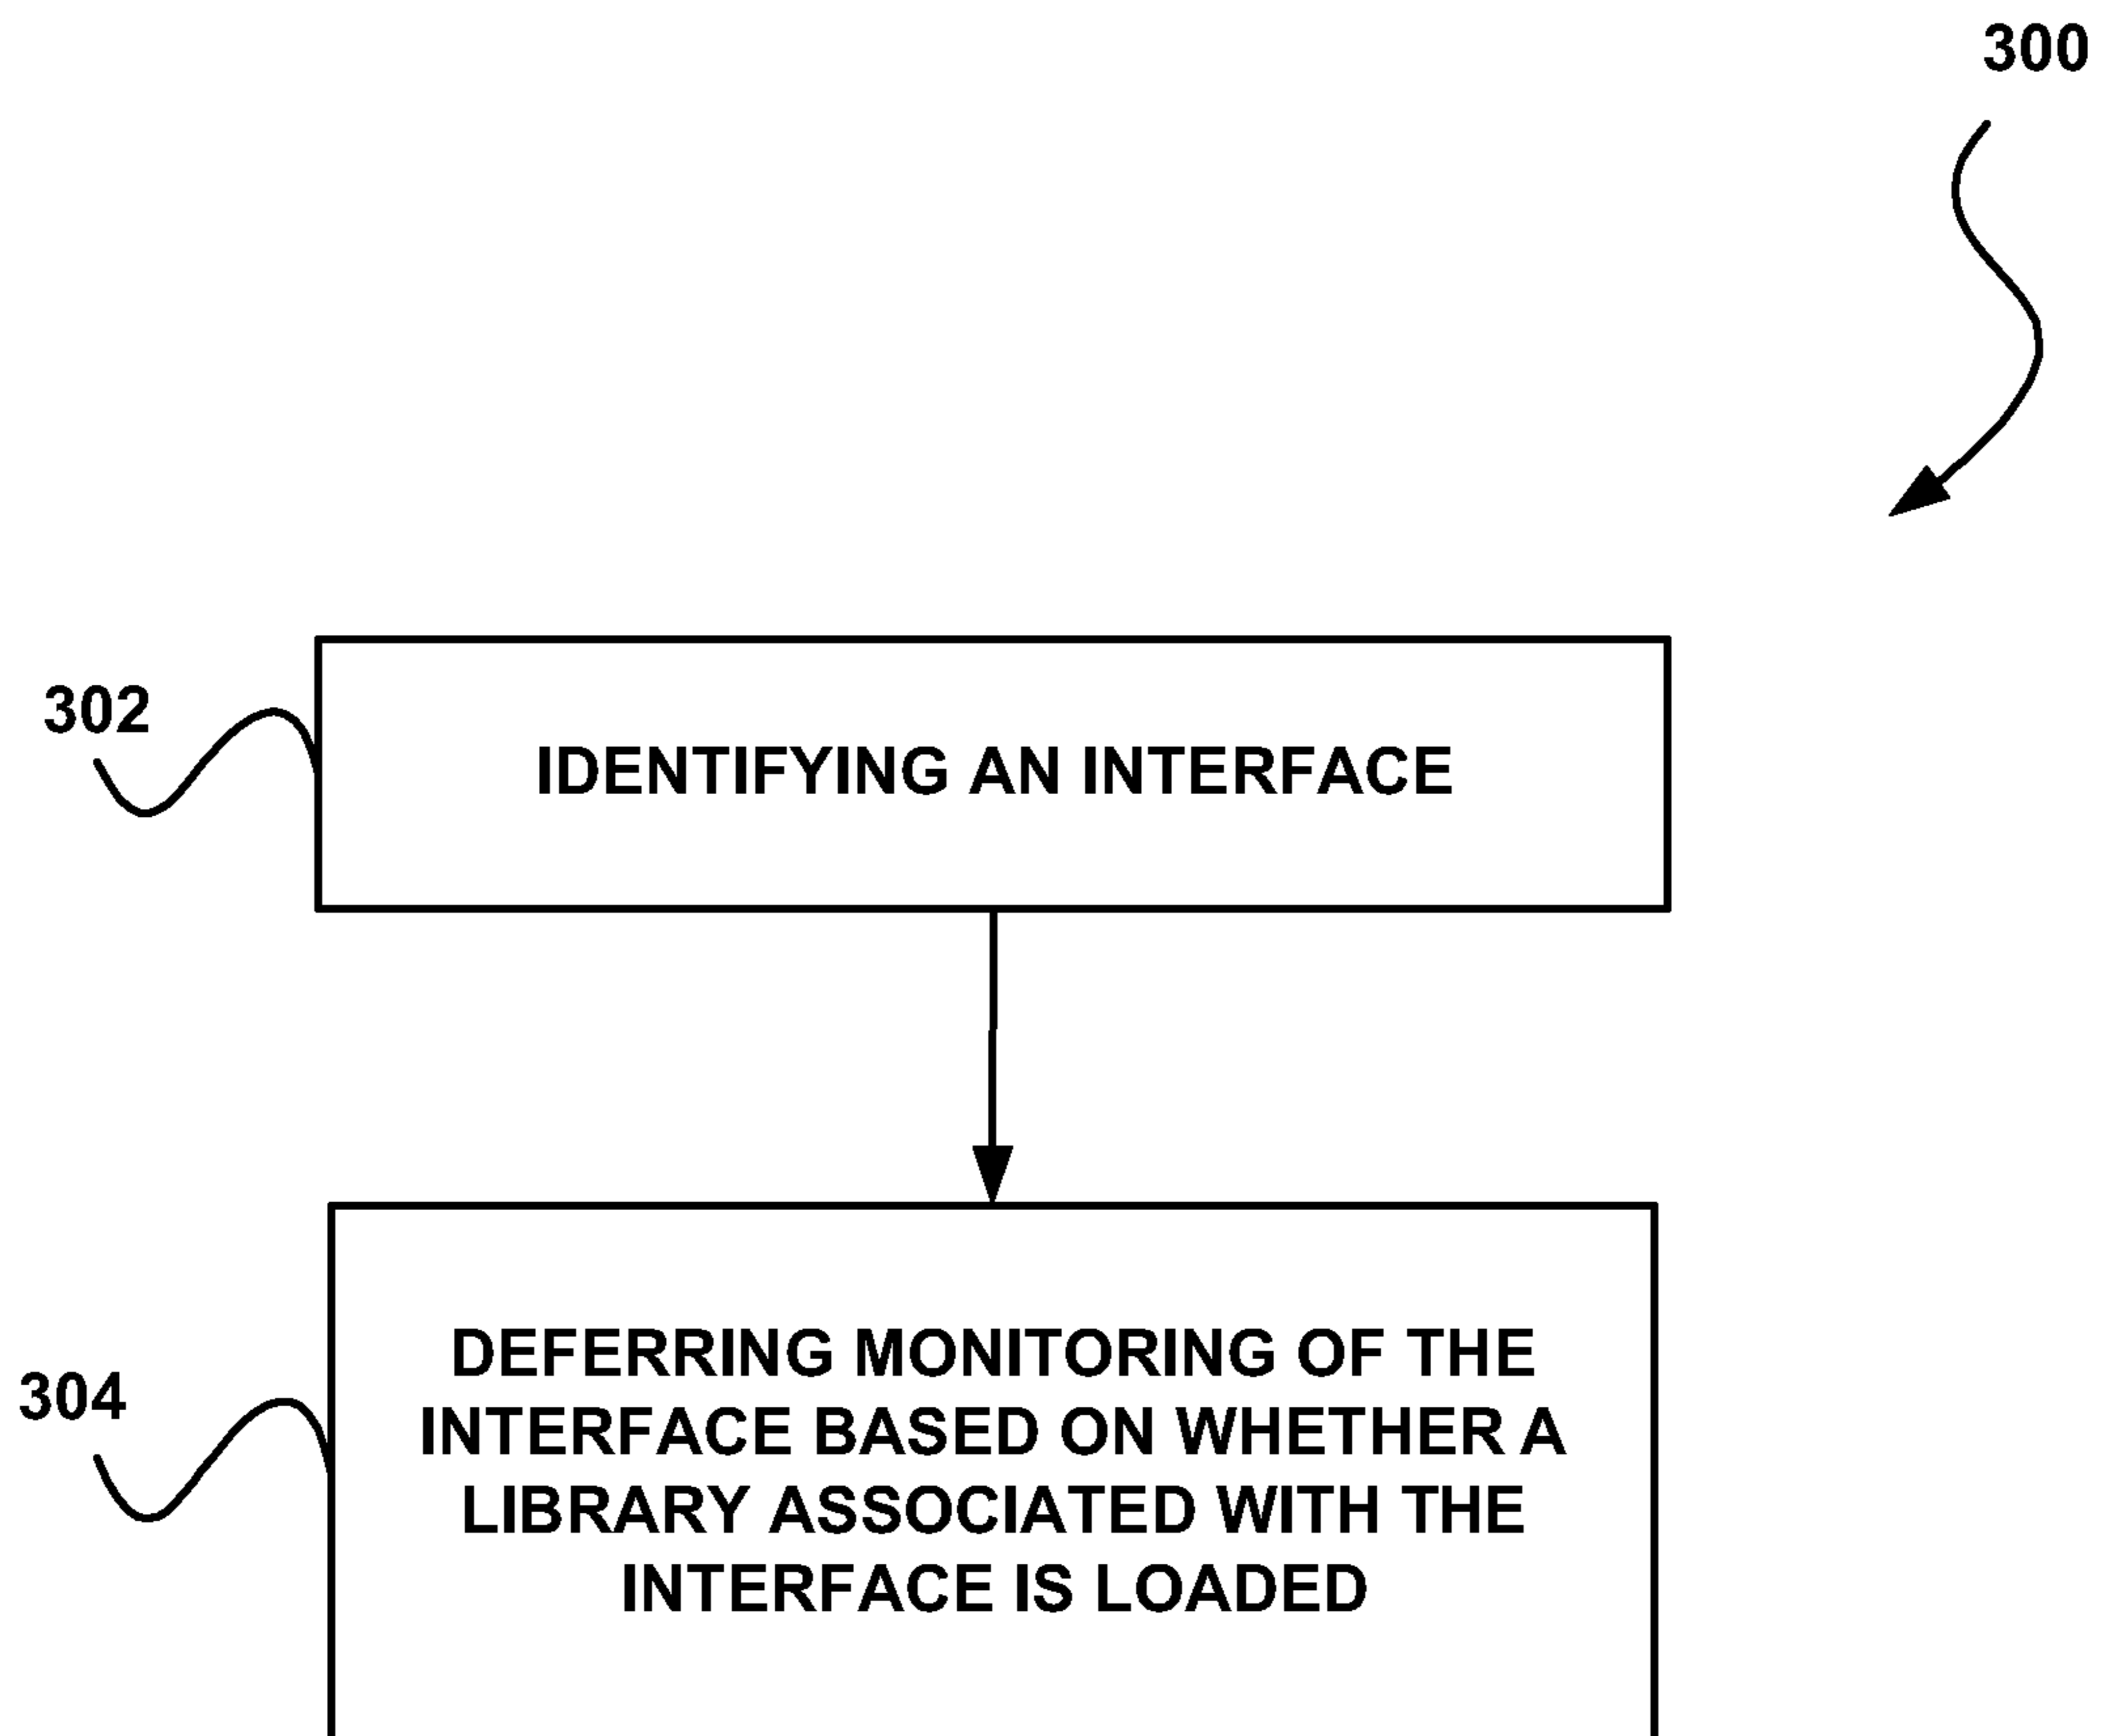 300
302
IDENTIFYING AN INTERFACE
304
DEFERRING MONITORING OF THE
INTERFACE BASED ON WHETHER A
LIBRARY ASSOCIATED WITH THE
INTERFACE IS LOADED